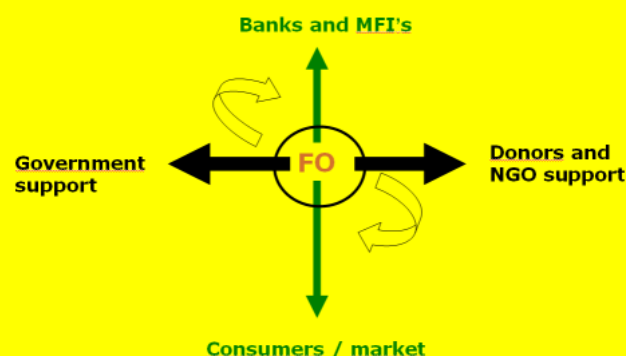 Banks and MFI's
Government
support
FO
Donors and
NGO support
Consumers / market